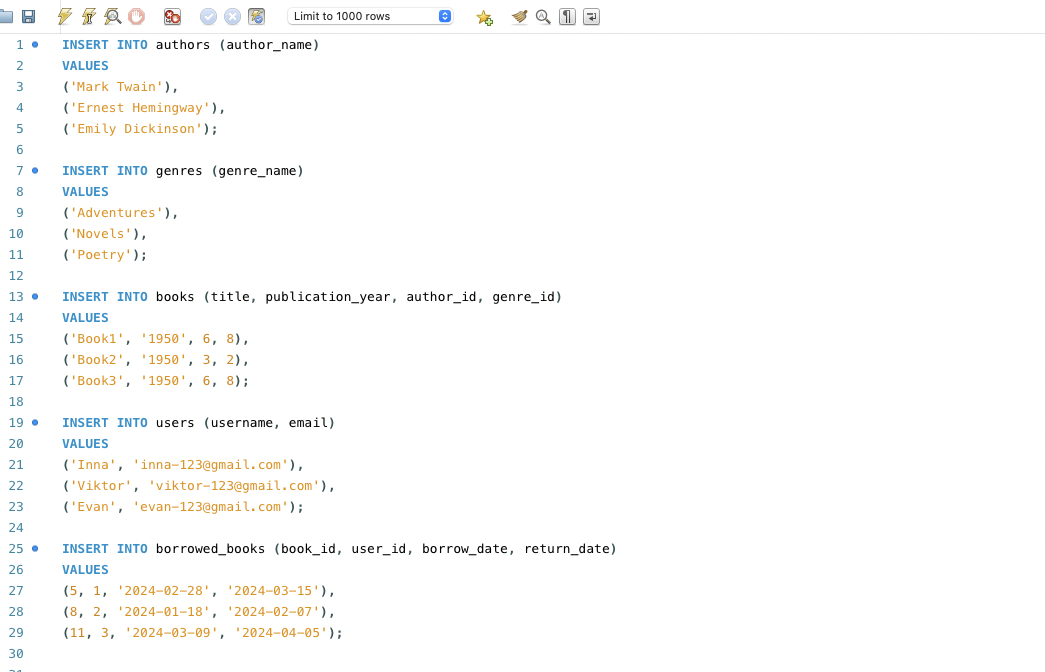 Limit to 1000 rows
1 INSERT INTO authors (author_name)
2 VALUES
3 ('Mark Twain'),
4 ('Ernest Hemingway'),
5 ('Emily Dickinson');
6
7 INSERT INTO genres (genre_name)
8 VALUES
9 ('Adventures'),
10 ('Novels'),
11 ('Poetry');
12
13 INSERT INTO books (title, publication_year, author_id, genre_id)
14 VALUES
15 ('Book1', '1950', 6, 8),
16 ('Book2', '1950', 3, 2),
17 ('Book3', '1950', 6, 8);
18
19 INSERT INTO users (username, email)
20 VALUES
21 ('Inna', 'inna-123@gmail.com'),
22 ('Viktor', 'viktor-123@gmail.com'),
23 ('Evan', 'evan-123@gmail.com');
24
25 INSERT INTO borrowed_books (book_id, user_id, borrow_date, return_date)
26 VALUES
27 (5, 1, '2024-02-28', '2024-03-15'),
28 (8, 2, '2024-01-18', '2024-02-07'),
29 (11, 3, '2024-03-09', '2024-04-05');
30